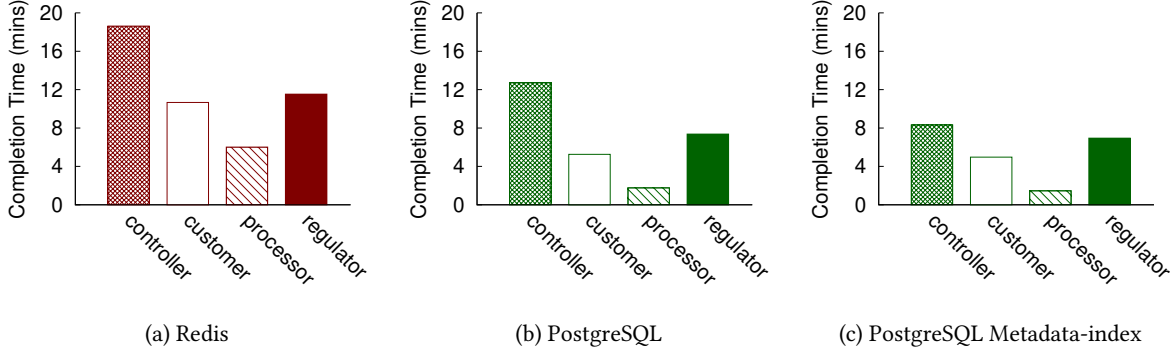 Completion Time (mins)
20
16
12
8
4
0
controller
customer
processor
regulator
(a) Redis
Completion Time (mins)
20
16
12
8
4
0
controller
customer
processor
regulator
(b) PostgreSQL
Completion Time (mins)
20
16
12
8
4
0
controller
customer
processor
regulator
(c) PostgreSQL Metadata-index